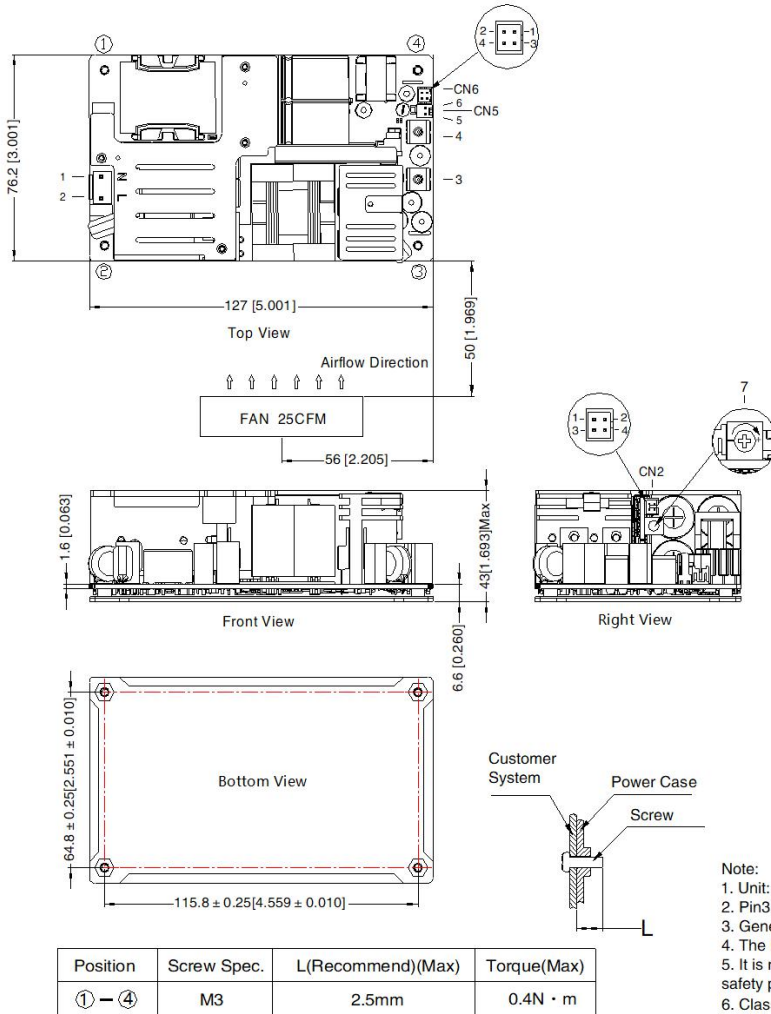 ① ④
2 1
4 3
CN6
6
CN5
5
4
3
1
2
N
L
② ③
76.2 [3.001]
127 [5.001]
Top View
50 [1.969]
Airflow Direction
FAN 25CFM
56 [2.205]
1 2
3 4
7
CN2
1.6 [0.063]
43[1.693]Max
6.6 [0.260]
Front View
Right View
64.8 ± 0.25[2.551 ± 0.010]
Bottom View
115.8 ± 0.25[4.559 ± 0.010]
Customer
System
Power Case
Screw
L
Note:
1. Unit:
2. Pin3
3. Gene
4. The
5. It is
safety p
6. Clas
Position Screw Spec. L(Recommend)(Max) Torque(Max)
① – ④ M3 2.5mm 0.4N · m